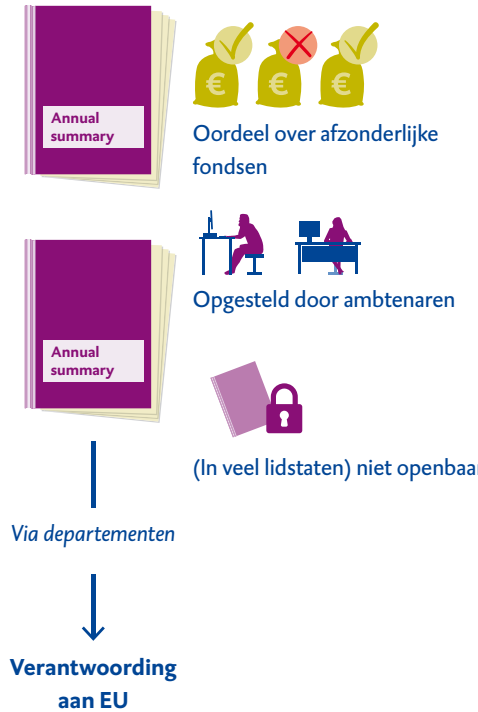 Annual
summary
Oordeel over afzonderlijke
fondsen
Opgesteld door ambtenaren
Annual
summary
(In veel lidstaten) niet openbaar
Via departementen
Verantwoording
aan EU